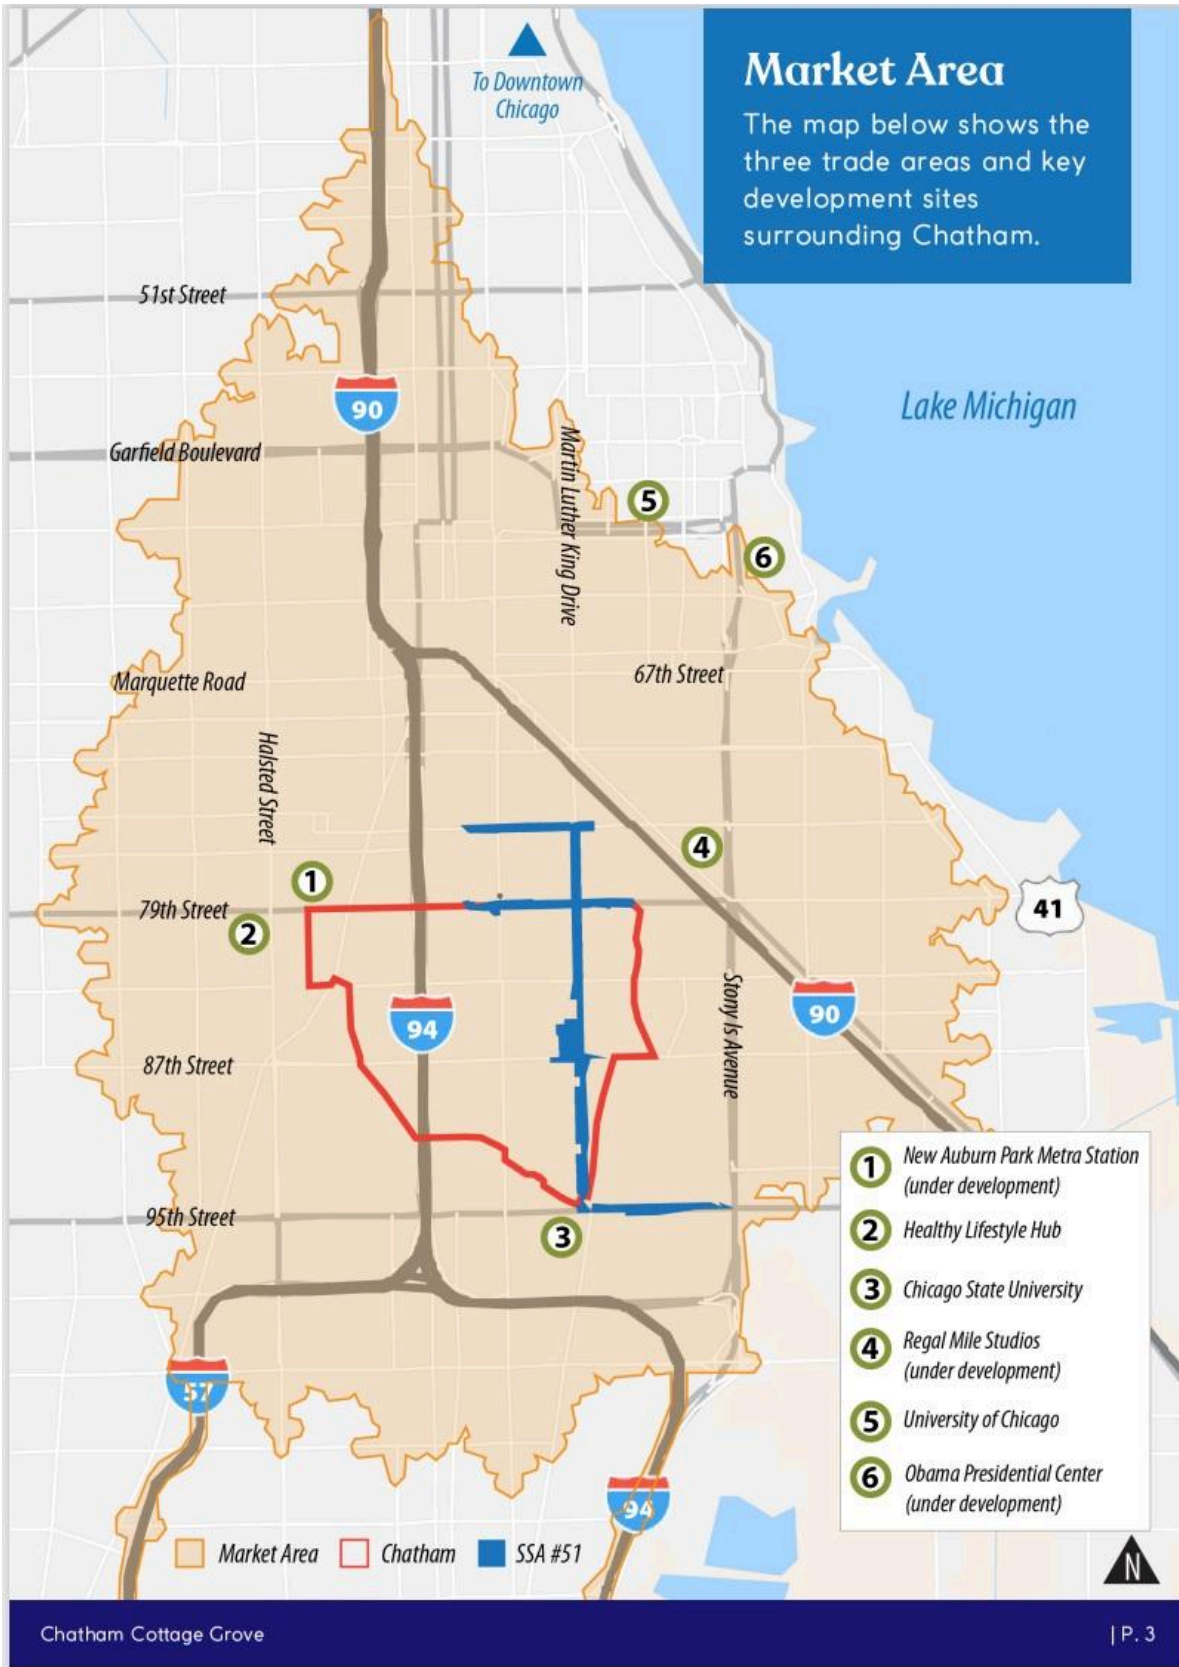 To Downtown
Chicago
Market Area
The map below shows the
three trade areas and key
development sites
surrounding Chatham.
51st Street
90
Lake Michigan
Garfield Boulevard
Martin Luther King Drive
5
6
67th Street
Marquette Road
Halsted Street
4
1
79th Street
2
41
Stony Is Avenue
90
94
87th Street
95th Street
3
57
94
1
New Auburn Park Metra Station
(under development)
2
Healthy Lifestyle Hub
3
Chicago State University
4
Regal Mile Studios
(under development)
5
University of Chicago
6
Obama Presidential Center
(under development)
Market Area
Chatham
SSA #51
N
Chatham Cottage Grove
| P. 3